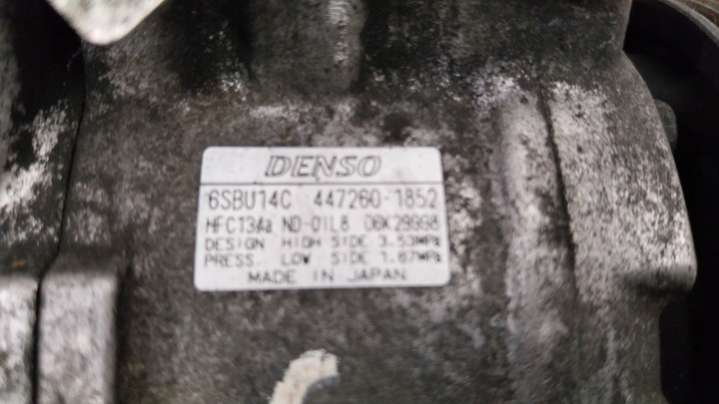 DENSO
6SBU14C 447260-1852
HFC134a ND-OIL8 06K29998
DESIGN HIGH SIDE 3.53MPa
PRESS. LOW SIDE 1.67MPa
MADE IN JAPAN